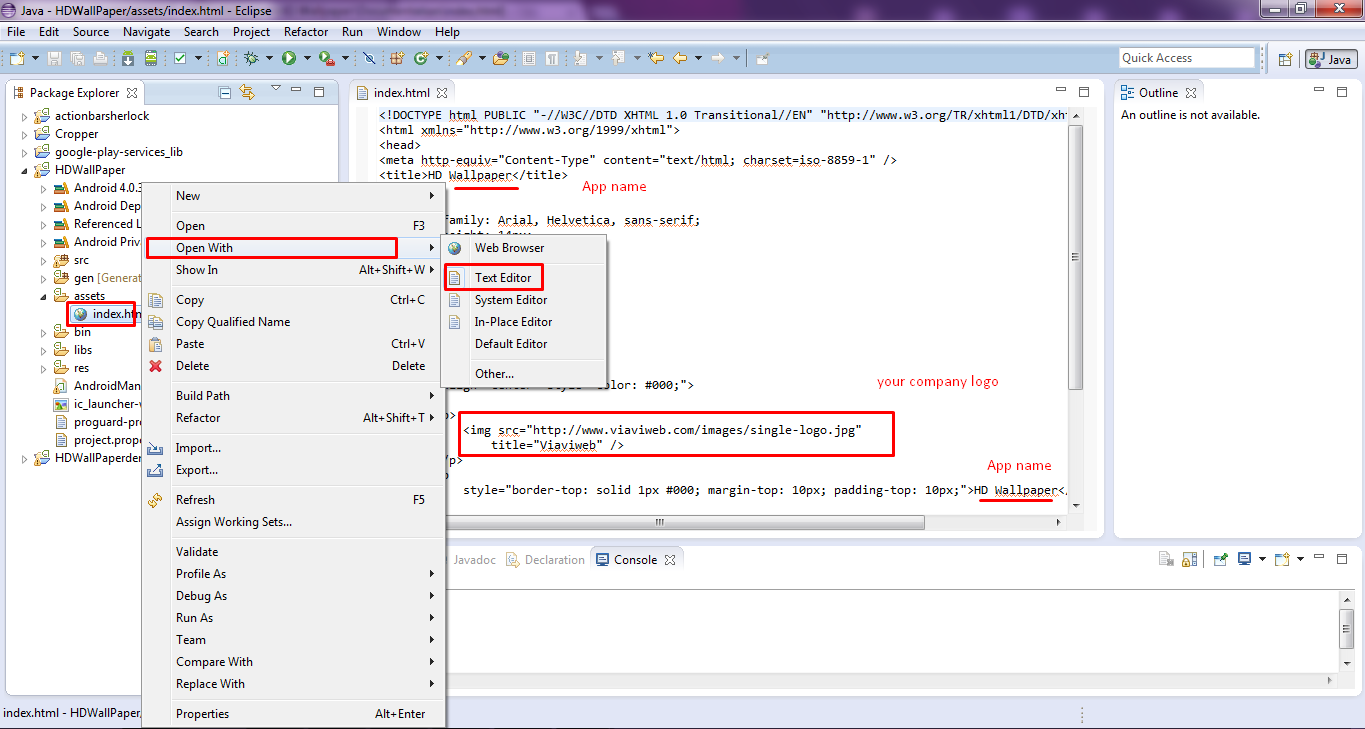 Java - HDWallPaper/assets/index.html - Eclipse
File Edit Source Navigate Search Project Refactor Run Window Help
Quick Access
Java
Package Explorer
actionbarsherlock
Cropper
google-play-services_lib
HDWallPaper
Android 4.0.3
Android Dep
Referenced L
Android Priva
src
gen [Generat
assets
index.htm
bin
libs
res
AndroidMan
ic_launcher-w
proguard-pro
project.prope
HDWallPaperder
New
Open F3
Open With
Show In Alt+Shift+W
Copy Ctrl+C
Copy Qualified Name
Paste Ctrl+V
Delete Delete
Build Path
Refactor Alt+Shift+T
Import...
Export...
Refresh F5
Assign Working Sets...
Validate
Profile As
Debug As
Run As
Team
Compare With
Replace With
Properties Alt+Enter
Web Browser
Text Editor
System Editor
In-Place Editor
Default Editor
Other...
index.html
<!DOCTYPE html PUBLIC "-//W3C//DTD XHTML 1.0 Transitional//EN" "http://www.w3.org/TR/xhtml1/DTD/xh
<html xmlns="http://www.w3.org/1999/xhtml">
<head>
<meta http-equiv="Content-Type" content="text/html; charset=iso-8859-1" />
<title>HD Wallpaper</title>
App name
family: Arial, Helvetica, sans-serif;
color: #000;">
your company logo
p>
<img src="http://www.viaviweb.com/images/single-logo.jpg"
title="Viaviweb" />
/p>
App name
style="border-top: solid 1px #000; margin-top: 10px; padding-top: 10px;">HD Wallpaper</
Outline
An outline is not available.
Javadoc Declaration Console
index.html - HDWallPaper/